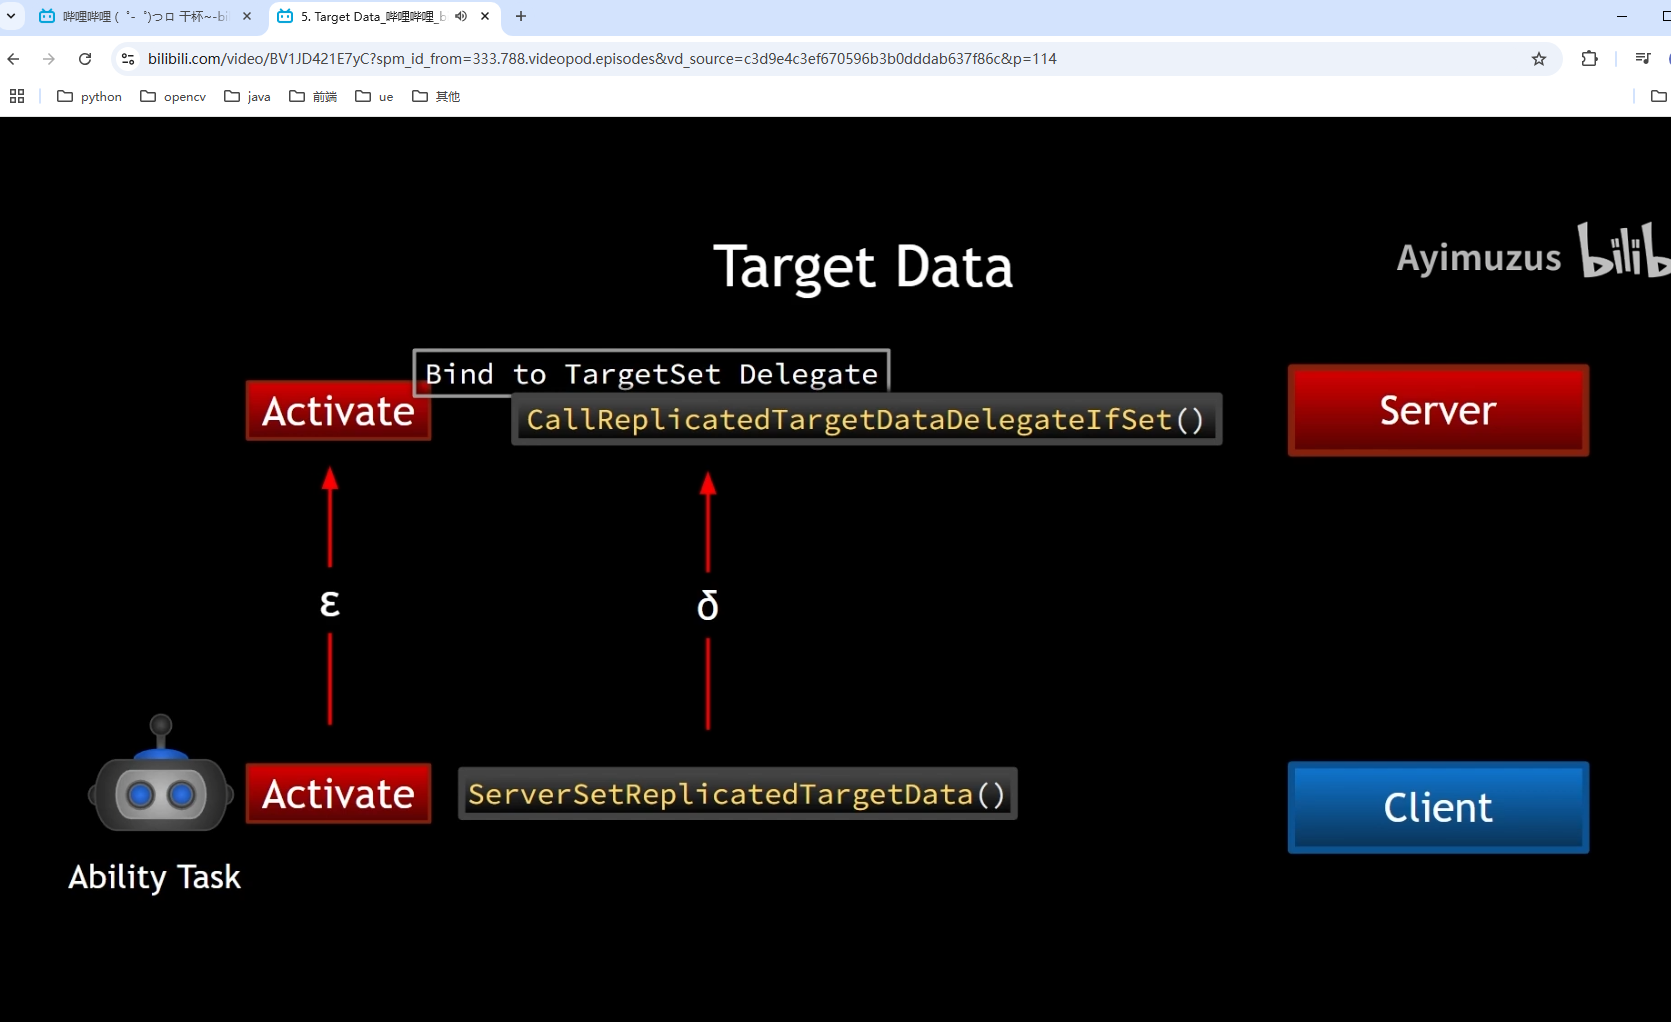 哔哩哔哩 (゜-゜)つロ 干杯~-bi
5. Target Data_哔哩哔哩_b
bilibili.com/video/BV1JD421E7yC?spm_id_from=333.788.videopod.episodes&vd_source=c3d9e4c3ef670596b3b0dddab637f86c&p=114
python
opencv
java
前端
ue
其他
Target Data
Ayimuzus
bilib
Bind to TargetSet Delegate
Activate
CallReplicatedTargetDataDelegateIfSet()
Server
ε
δ
Activate
ServerSetReplicatedTargetData()
Client
Ability Task